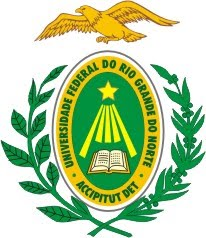 UNIVERSIDADE FEDERAL DO RIO GRANDE DO NORTE
• ACCIPITUT DET •